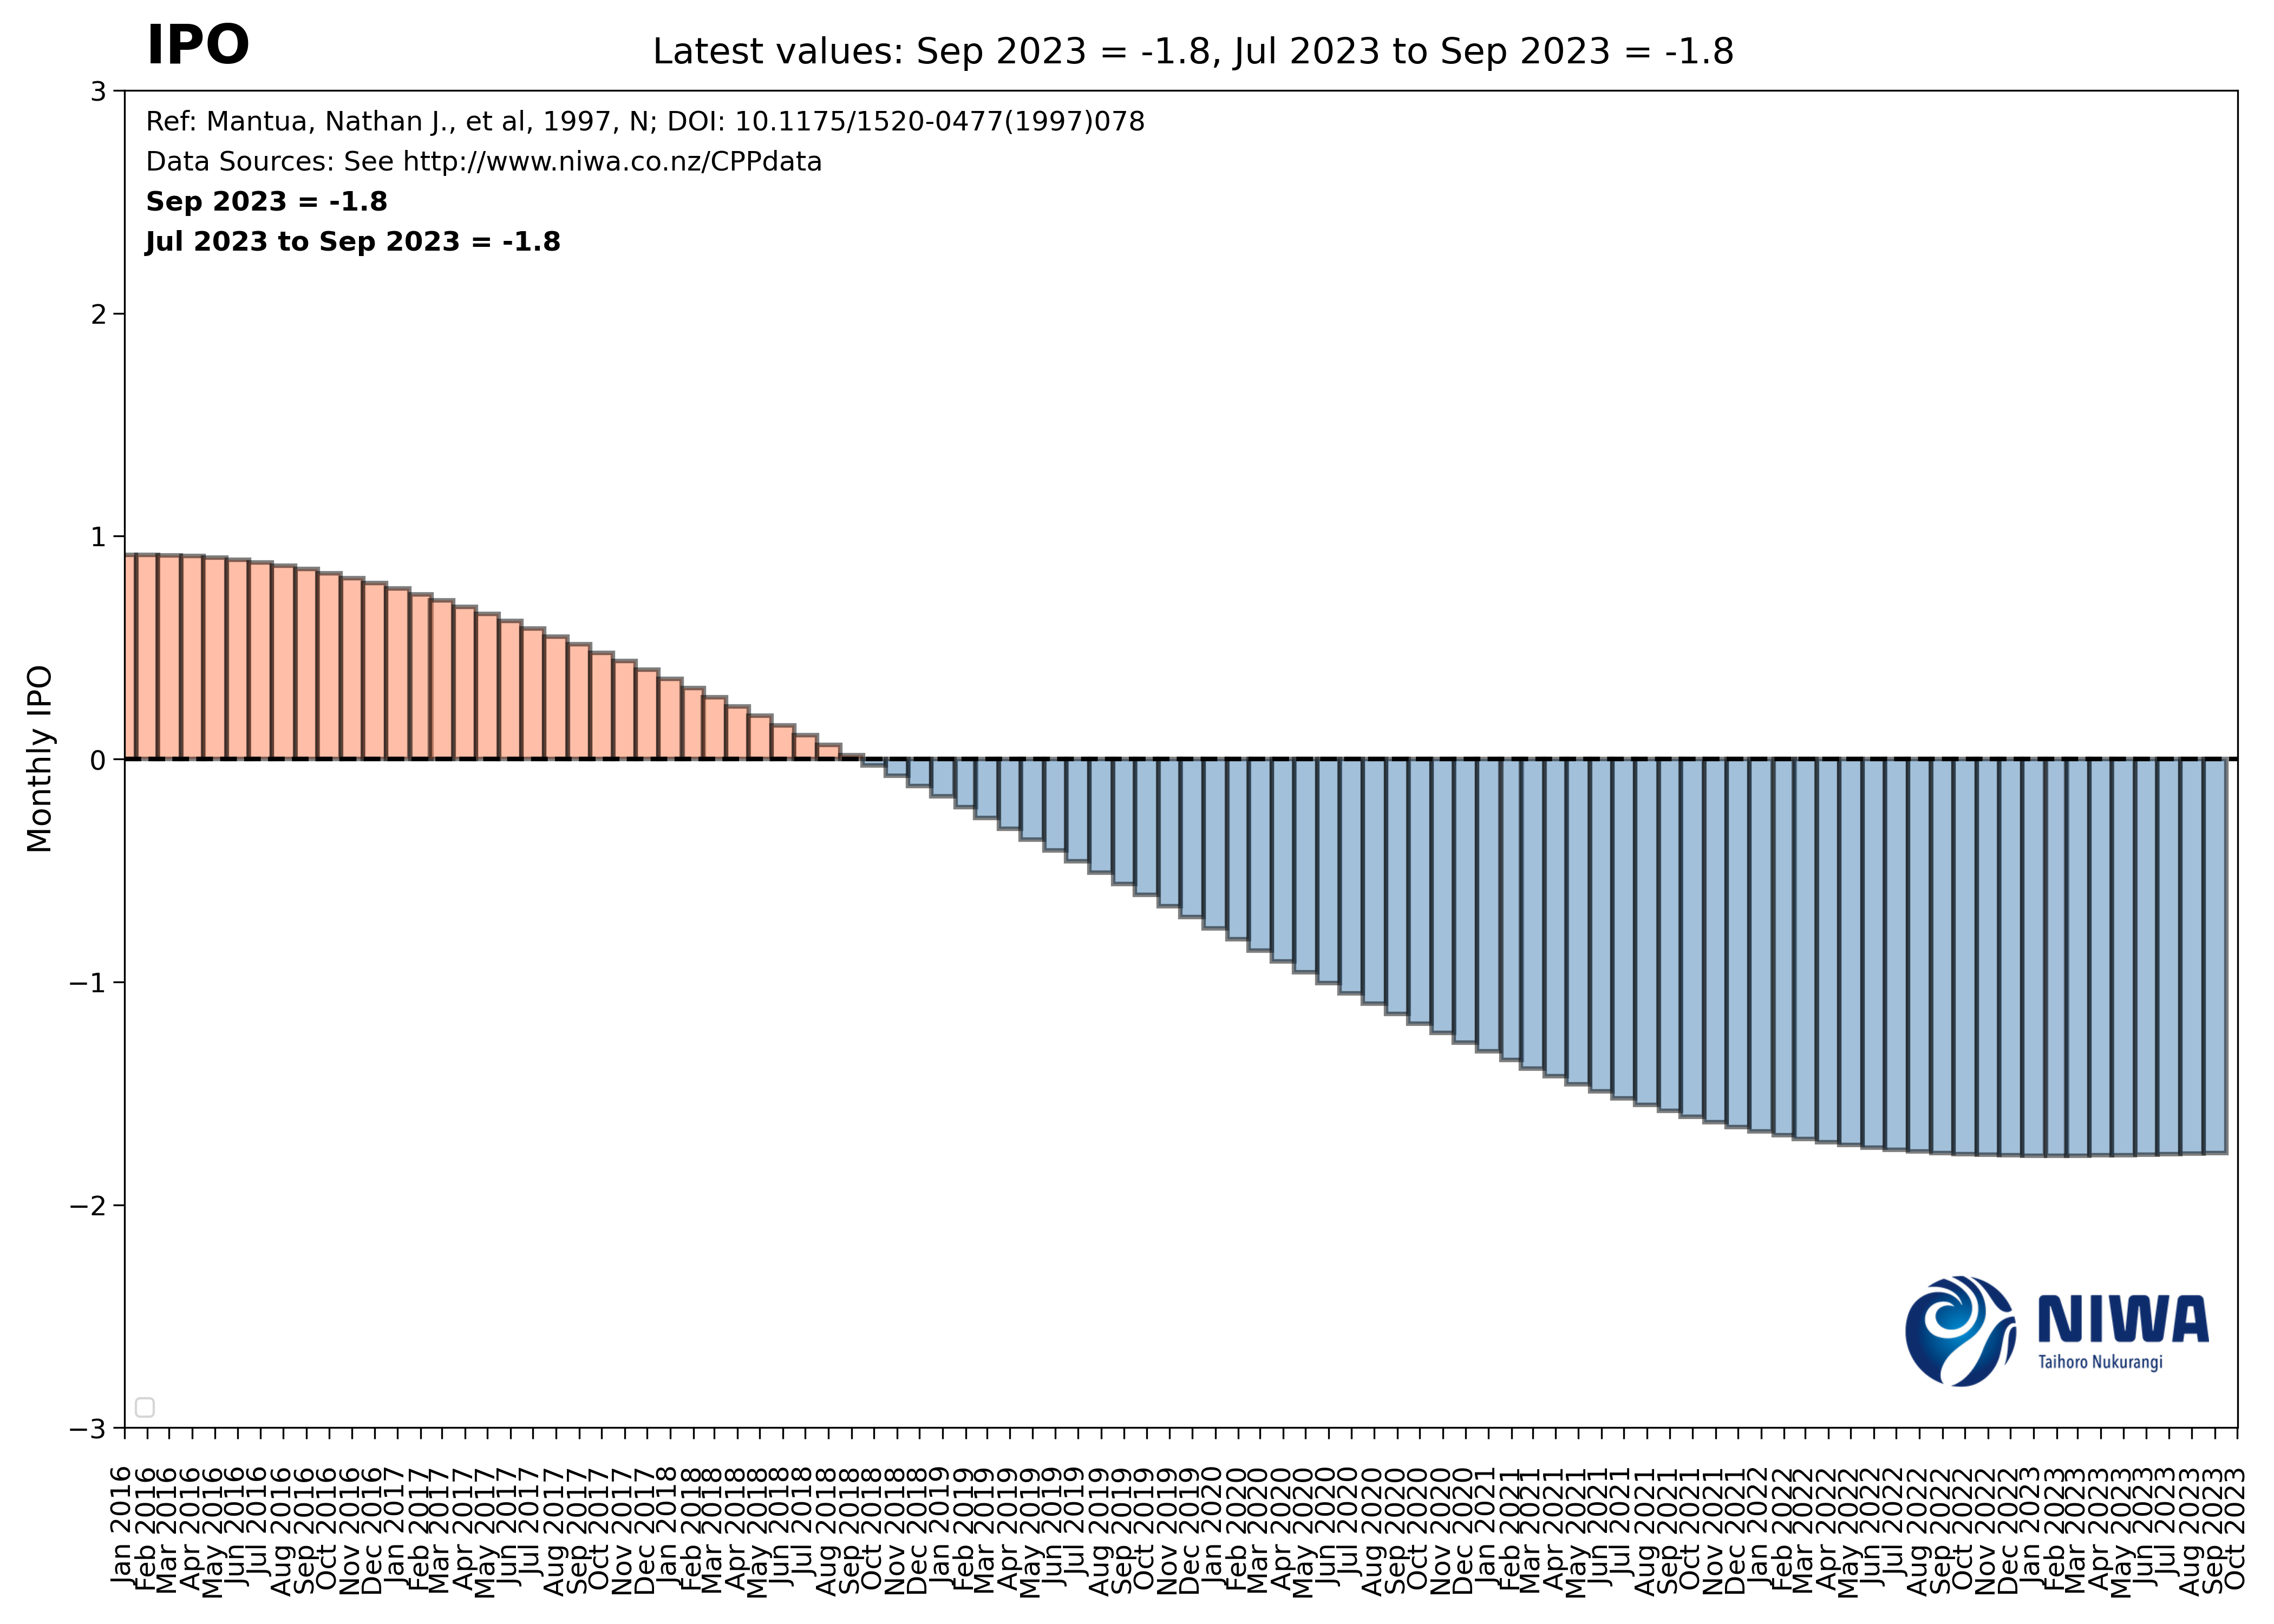 IPO
Latest values: Sep 2023 = -1.8, Jul 2023 to Sep 2023 = -1.8
Ref: Mantua, Nathan J., et al, 1997, N; DOI: 10.1175/1520-0477(1997)078
Data Sources: See http://www.niwa.co.nz/CPPdata
Sep 2023 = -1.8
Jul 2023 to Sep 2023 = -1.8
Monthly IPO
3
2
1
0
−1
−2
−3
NIWA
Taihoro Nukurangi
Jan 2016
Feb 2016
Mar 2016
Apr 2016
May 2016
Jun 2016
Jul 2016
Aug 2016
Sep 2016
Oct 2016
Nov 2016
Dec 2016
Jan 2017
Feb 2017
Mar 2017
Apr 2017
May 2017
Jun 2017
Jul 2017
Aug 2017
Sep 2017
Oct 2017
Nov 2017
Dec 2017
Jan 2018
Feb 2018
Mar 2018
Apr 2018
May 2018
Jun 2018
Jul 2018
Aug 2018
Sep 2018
Oct 2018
Nov 2018
Dec 2018
Jan 2019
Feb 2019
Mar 2019
Apr 2019
May 2019
Jun 2019
Jul 2019
Aug 2019
Sep 2019
Oct 2019
Nov 2019
Dec 2019
Jan 2020
Feb 2020
Mar 2020
Apr 2020
May 2020
Jun 2020
Jul 2020
Aug 2020
Sep 2020
Oct 2020
Nov 2020
Dec 2020
Jan 2021
Feb 2021
Mar 2021
Apr 2021
May 2021
Jun 2021
Jul 2021
Aug 2021
Sep 2021
Oct 2021
Nov 2021
Dec 2021
Jan 2022
Feb 2022
Mar 2022
Apr 2022
May 2022
Jun 2022
Jul 2022
Aug 2022
Sep 2022
Oct 2022
Nov 2022
Dec 2022
Jan 2023
Feb 2023
Mar 2023
Apr 2023
May 2023
Jun 2023
Jul 2023
Aug 2023
Sep 2023
Oct 2023